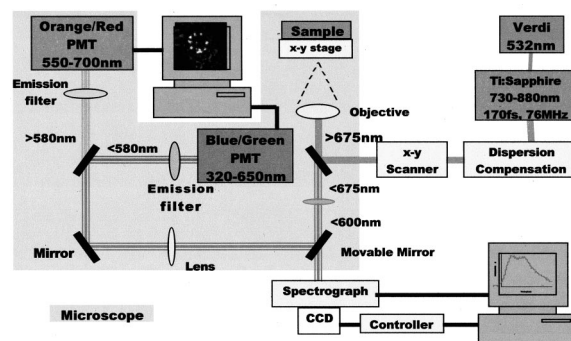 Orange/Red
PMT
550-700nm
Emission
filter
>580nm
<580nm
Blue/Green
PMT
320-650nm
Emission
filter
Mirror
Lens
Microscope
Sample
x-y stage
Objective
>675nm
<675nm
<600nm
Movable Mirror
Spectrograph
CCD
Controller
x-y
Scanner
Dispersion
Compensation
Verdi
532nm
Ti:Sapphire
730-880nm
170fs, 76MHz